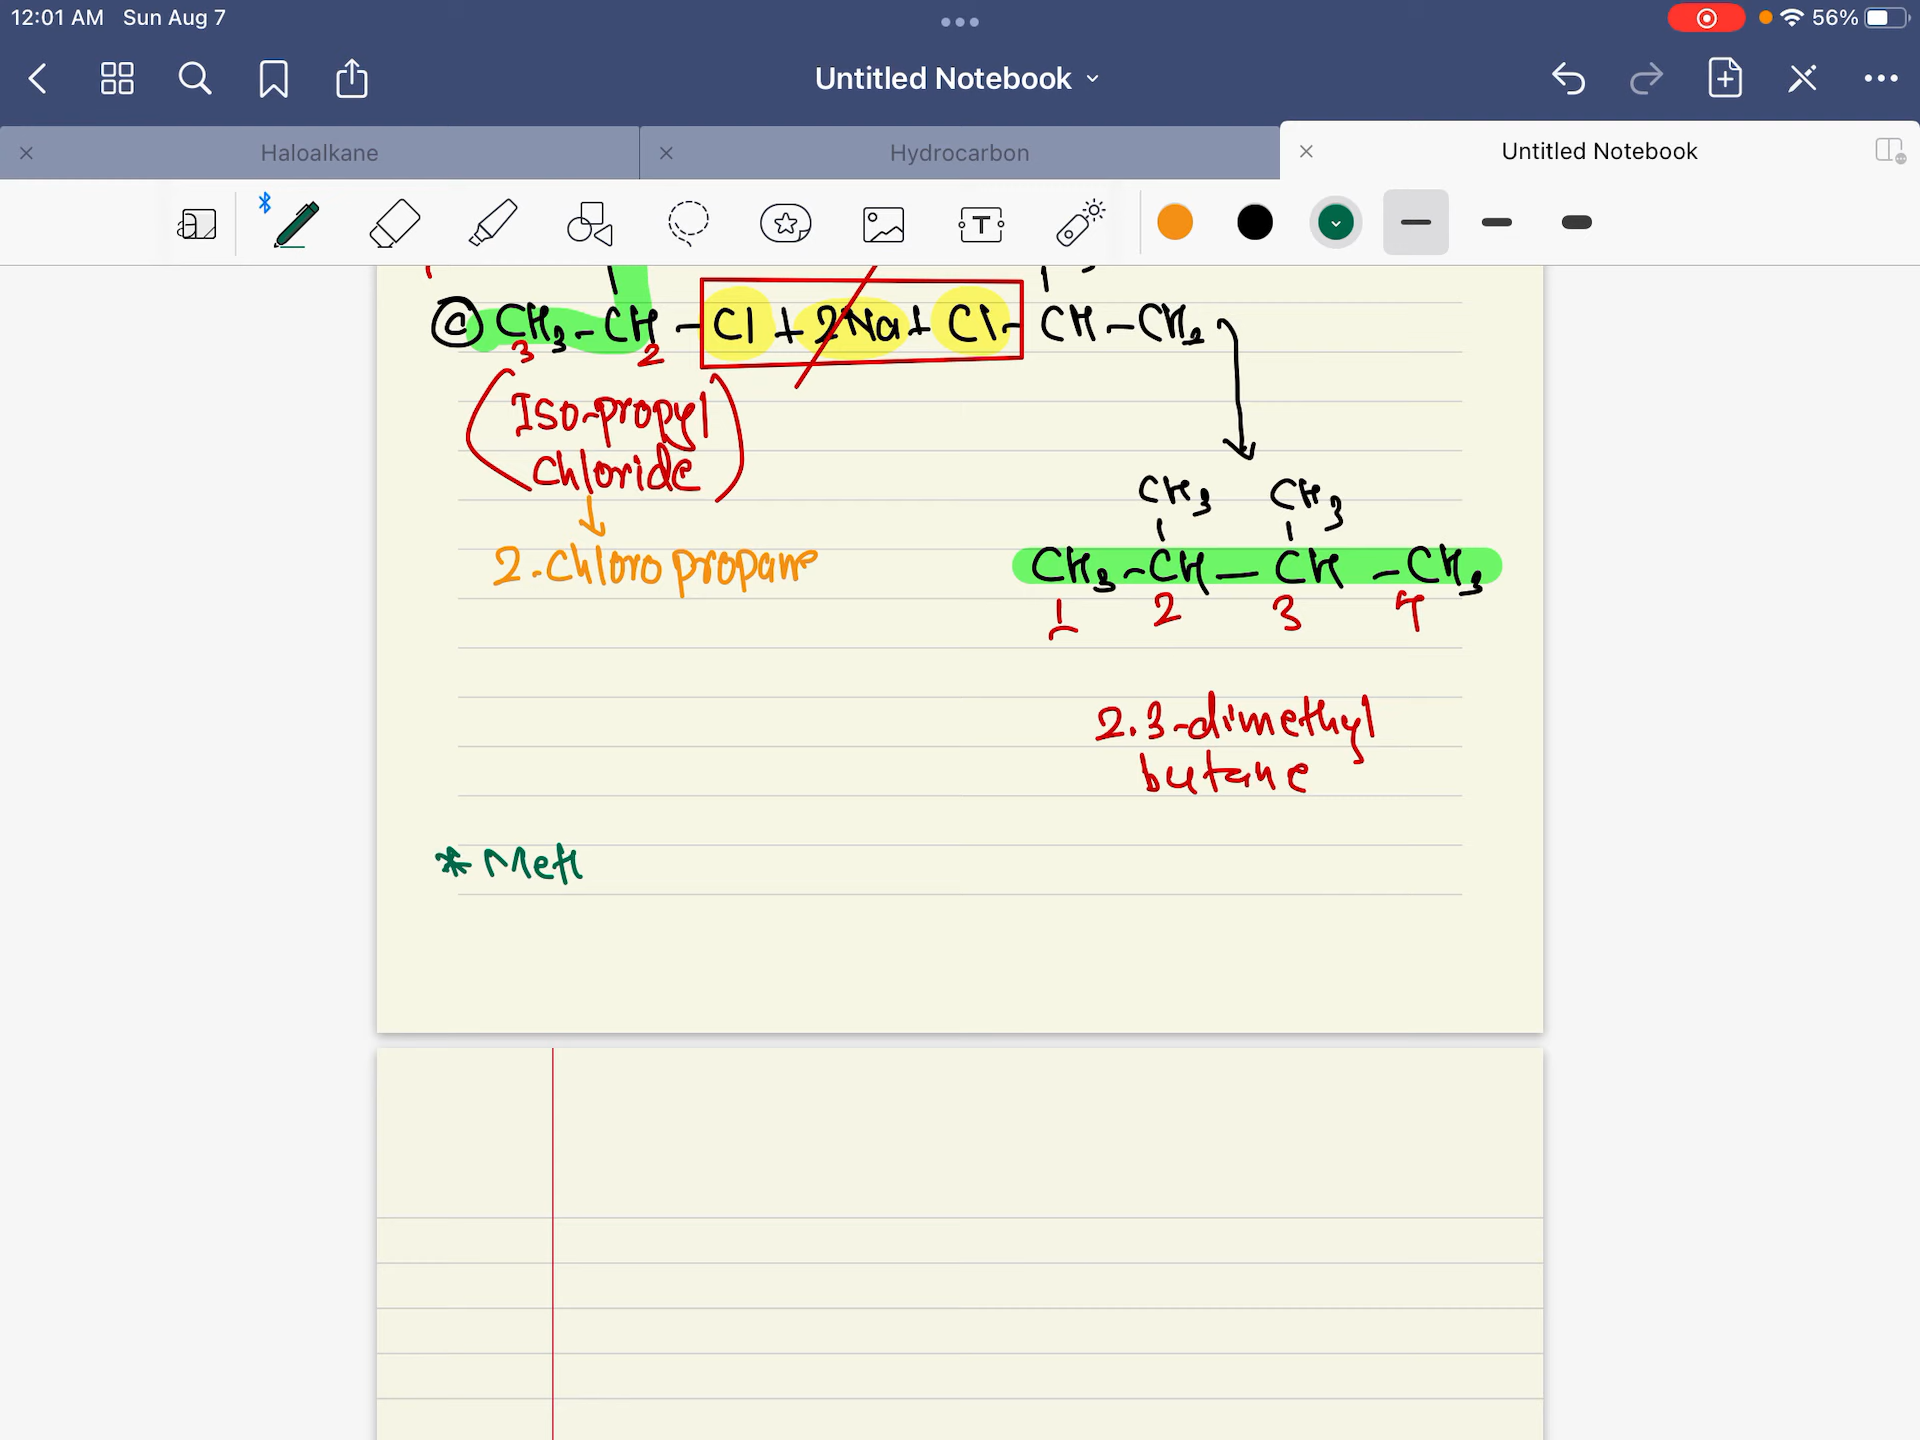 12:01 AM Sun Aug 7
56%
Untitled Notebook
Haloalkane
Hydrocarbon
Untitled Notebook
T
C CH3-CH-Cl+2Na+Cl-CH-CH2
3 2
(Iso-propyl
chloride)
2-Chloro propane
CH3 CH3
CH3-CH-CH-CH3
1 2 3 4
2.3-dimethyl
butane
* Meth